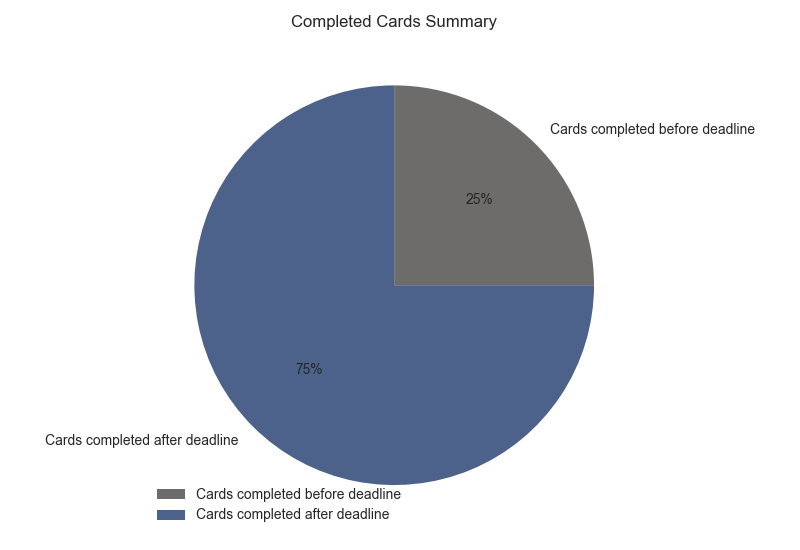 Completed Cards Summary
Cards completed before deadline
25%
75%
Cards completed after deadline
Cards completed before deadline
Cards completed after deadline